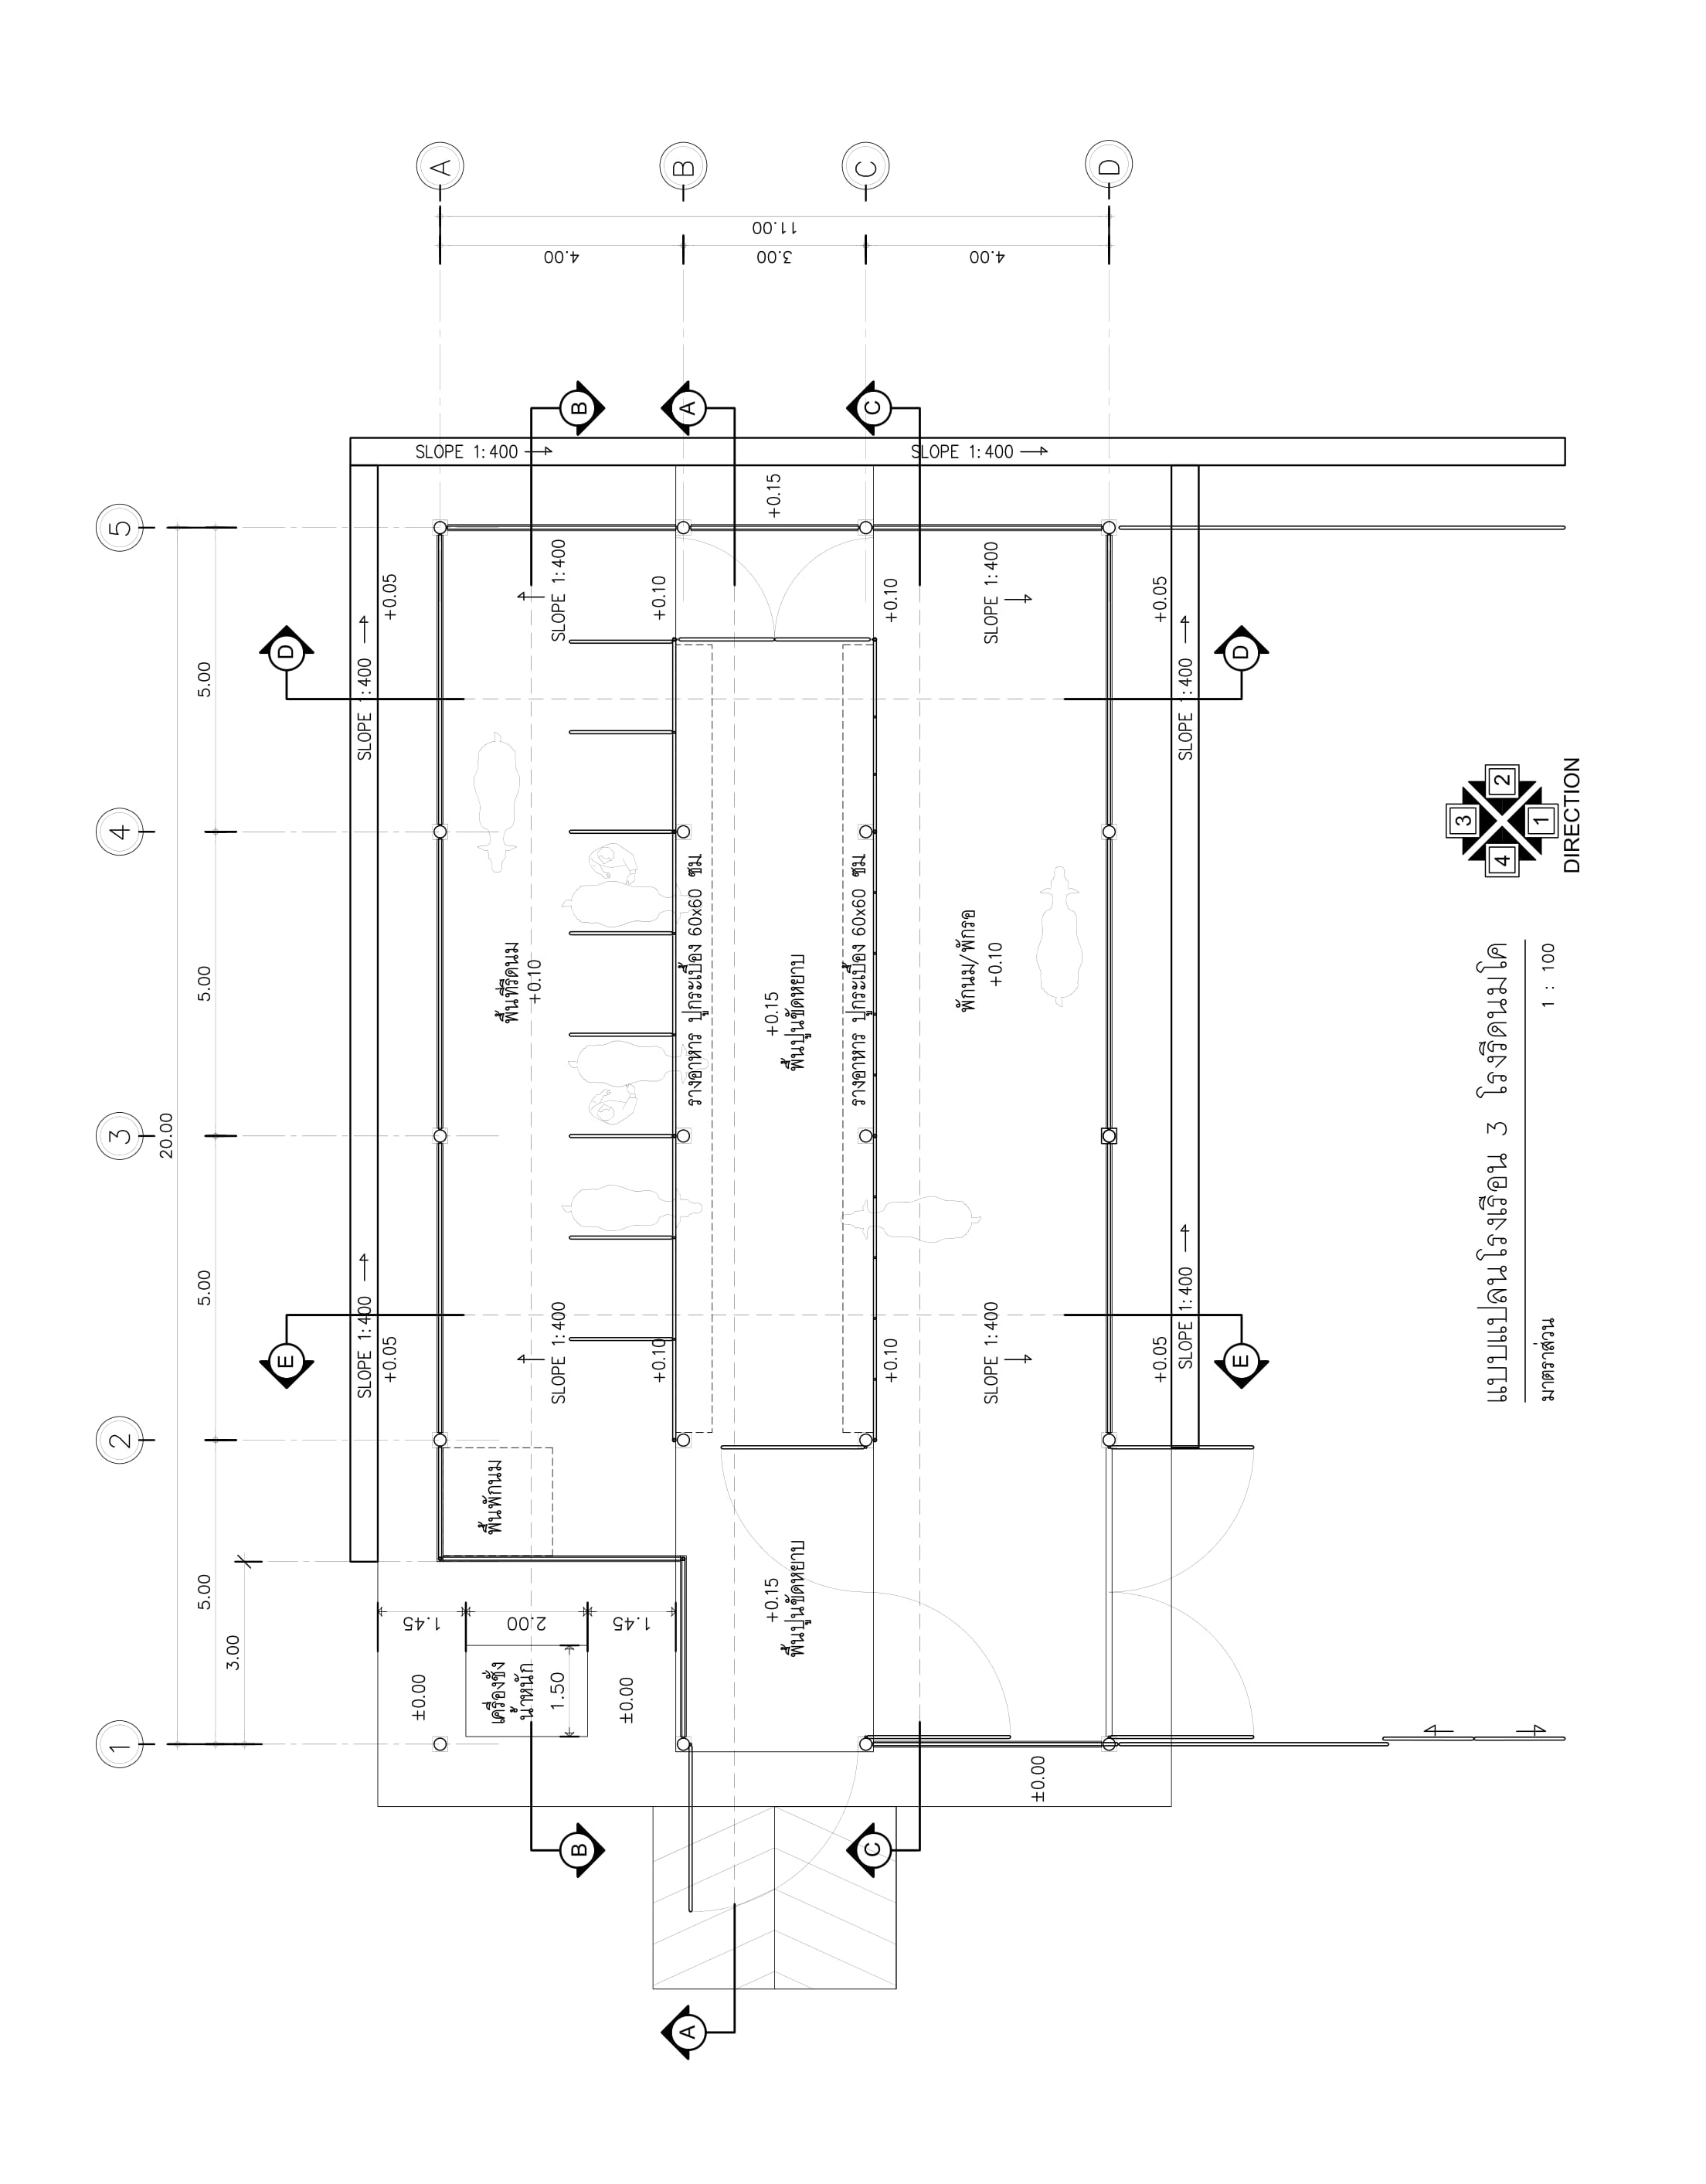 1
2
3
4
5
20.00
5.00
5.00
5.00
5.00
3.00
E
D
SLOPE 1:400
SLOPE 1:400
+0.05
+0.05
SLOPE 1:400
SLOPE 1:400
A
B
C
D
11.00
4.00
3.00
4.00
±0.00
1.45
2.00
1.45
เครื่องชั่ง
น้ำหนัก
1.50
±0.00
พื้นพักนม
พื้นที่รีดนม
+0.10
SLOPE 1:400
SLOPE 1:400
B
B
+0.10
+0.10
รางอาหาร ปูกระเบื้อง 60x60 ซม
A
A
+0.15
พื้นปูนขัดหยาบ
+0.15
พื้นปูนขัดหยาบ
+0.15
รางอาหาร ปูกระเบื้อง 60x60 ซม
C
C
+0.10
+0.10
พักนม/พักรอ
+0.10
SLOPE 1:400
SLOPE 1:400
±0.00
+0.05
+0.05
SLOPE 1:400
SLOPE 1:400
E
D
แบบแปลนโรงเรือน 3 โรงรีดนมโค
มาตราส่วน 1 : 100
3
4
2
1
DIRECTION